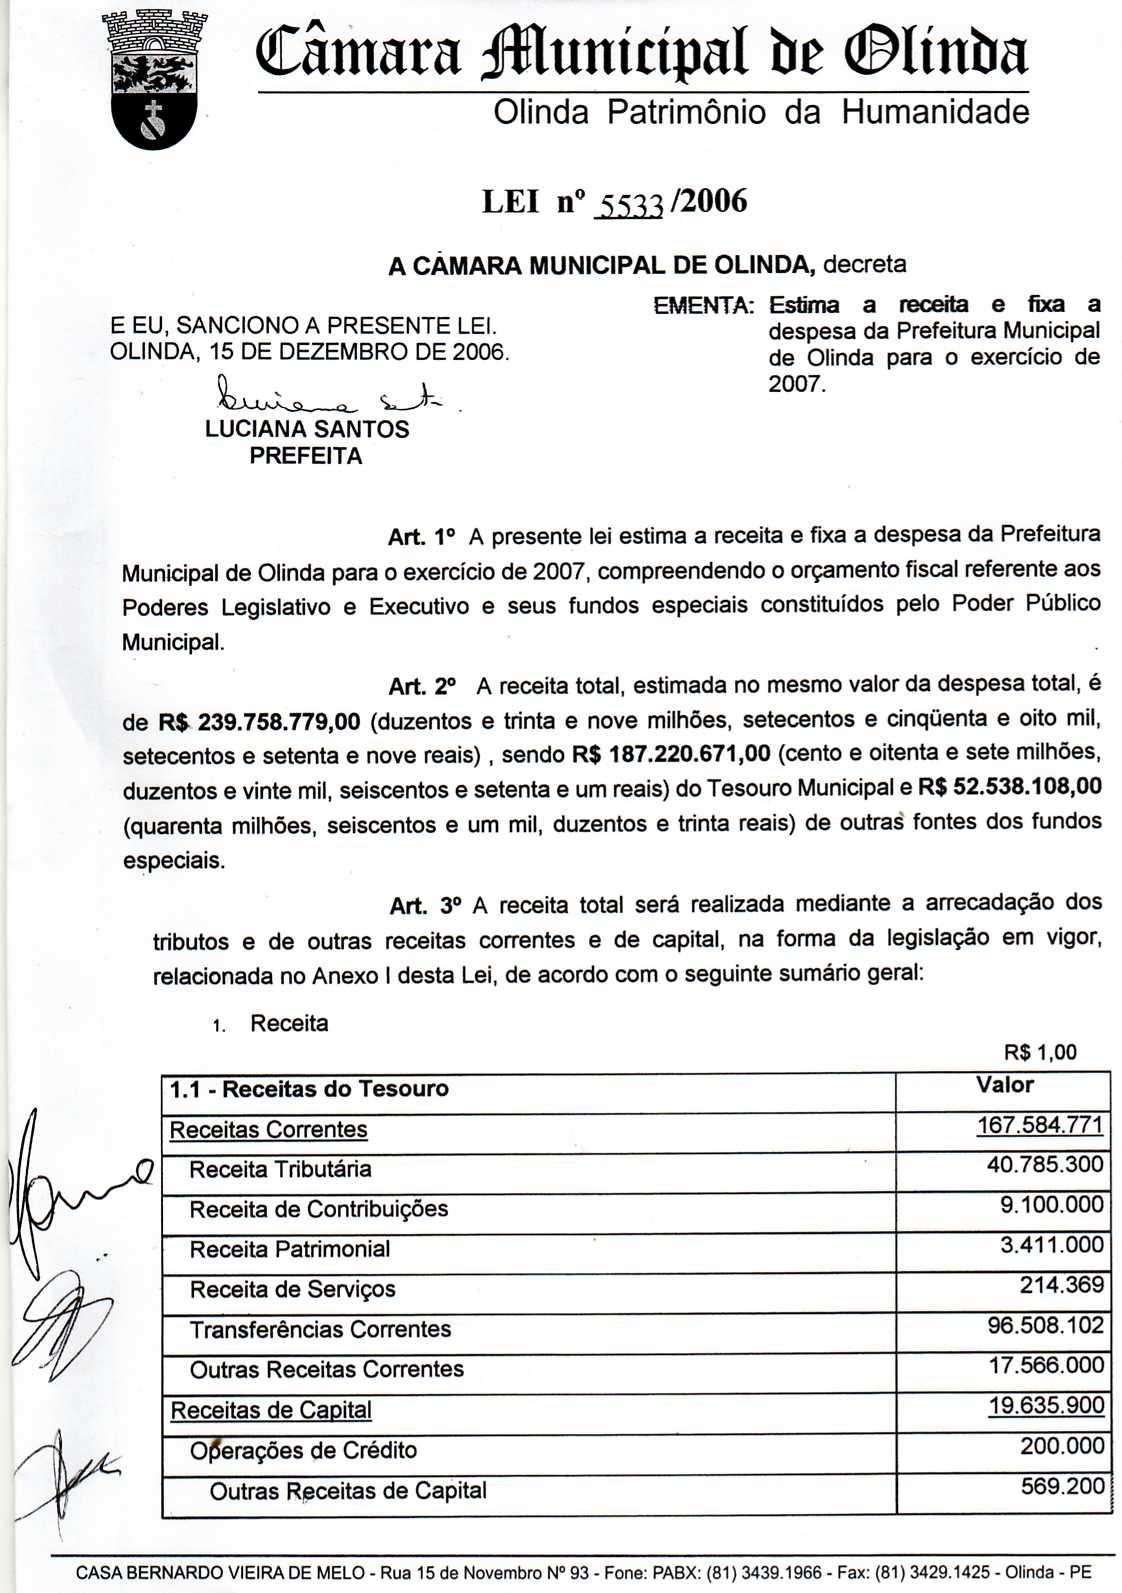 Câmara Municipal de Olinda
Olinda Patrimônio da Humanidade
LEI nº 5533/2006
A CÂMARA MUNICIPAL DE OLINDA, decreta
E EU, SANCIONO A PRESENTE LEI.
OLINDA, 15 DE DEZEMBRO DE 2006.
Luciana Santos
LUCIANA SANTOS
PREFEITA
EMENTA: Estima a receita e fixa a
despesa da Prefeitura Municipal
de Olinda para o exercício de
2007.
Art. 1º A presente lei estima a receita e fixa a despesa da Prefeitura
Municipal de Olinda para o exercício de 2007, compreendendo o orçamento fiscal referente aos
Poderes Legislativo e Executivo e seus fundos especiais constituídos pelo Poder Público
Municipal.
Art. 2º A receita total, estimada no mesmo valor da despesa total, é
de R$ 239.758.779,00 (duzentos e trinta e nove milhões, setecentos e cinqüenta e oito mil,
setecentos e setenta e nove reais) , sendo R$ 187.220.671,00 (cento e oitenta e sete milhões,
duzentos e vinte mil, seiscentos e setenta e um reais) do Tesouro Municipal e R$ 52.538.108,00
(quarenta milhões, seiscentos e um mil, duzentos e trinta reais) de outras fontes dos fundos
especiais.
Art. 3º A receita total será realizada mediante a arrecadação dos
tributos e de outras receitas correntes e de capital, na forma da legislação em vigor,
relacionada no Anexo I desta Lei, de acordo com o seguinte sumário geral:
1. Receita
R$ 1,00
1.1 - Receitas do Tesouro Valor
Receitas Correntes 167.584.771
Receita Tributária 40.785.300
Receita de Contribuições 9.100.000
Receita Patrimonial 3.411.000
Receita de Serviços 214.369
Transferências Correntes 96.508.102
Outras Receitas Correntes 17.566.000
Receitas de Capital 19.635.900
Operações de Crédito 200.000
Outras Receitas de Capital 569.200
CASA BERNARDO VIEIRA DE MELO - Rua 15 de Novembro Nº 93 - Fone: PABX: (81) 3439.1966 - Fax: (81) 3429.1425 - Olinda - PE